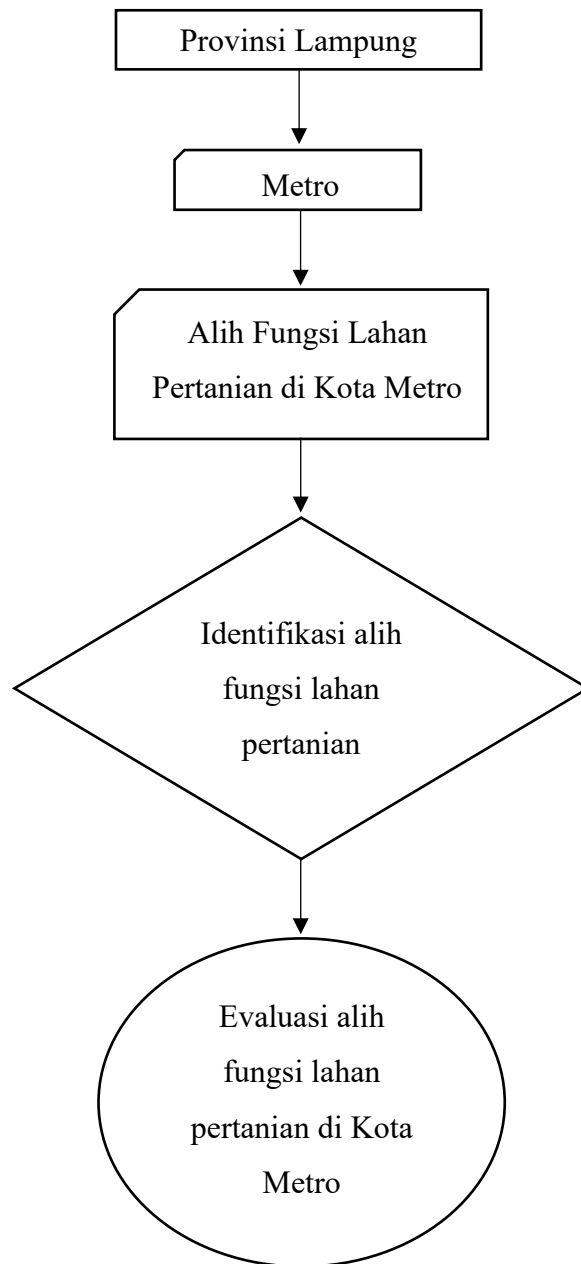 Provinsi Lampung
Metro
Alih Fungsi Lahan
Pertanian di Kota Metro
Identifikasi alih
fungsi lahan
pertanian
Evaluasi alih
fungsi lahan
pertanian di Kota
Metro